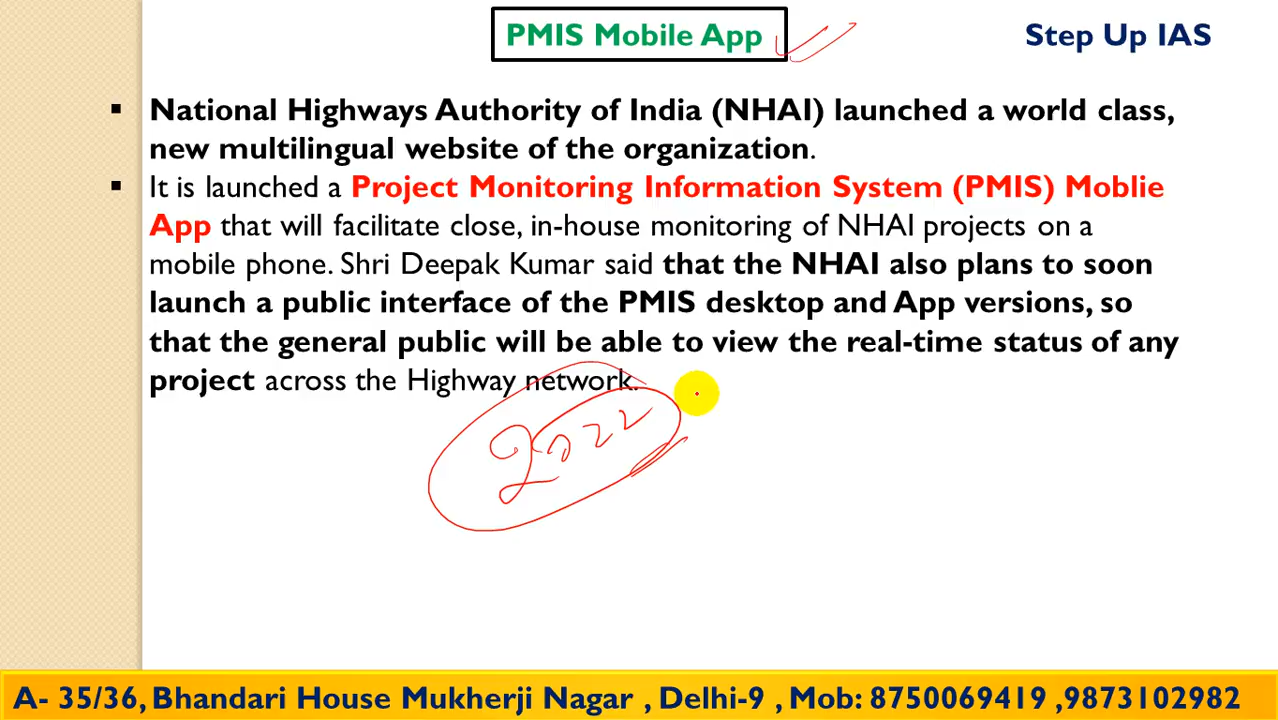 PMIS Mobile App
Step Up IAS
▪ National Highways Authority of India (NHAI) launched a world class,
new multilingual website of the organization.
▪ It is launched a Project Monitoring Information System (PMIS) Moblie
App that will facilitate close, in-house monitoring of NHAI projects on a
mobile phone. Shri Deepak Kumar said that the NHAI also plans to soon
launch a public interface of the PMIS desktop and App versions, so
that the general public will be able to view the real-time status of any
project across the Highway network.
2022
A- 35/36, Bhandari House Mukherji Nagar , Delhi-9 , Mob: 8750069419 ,9873102982